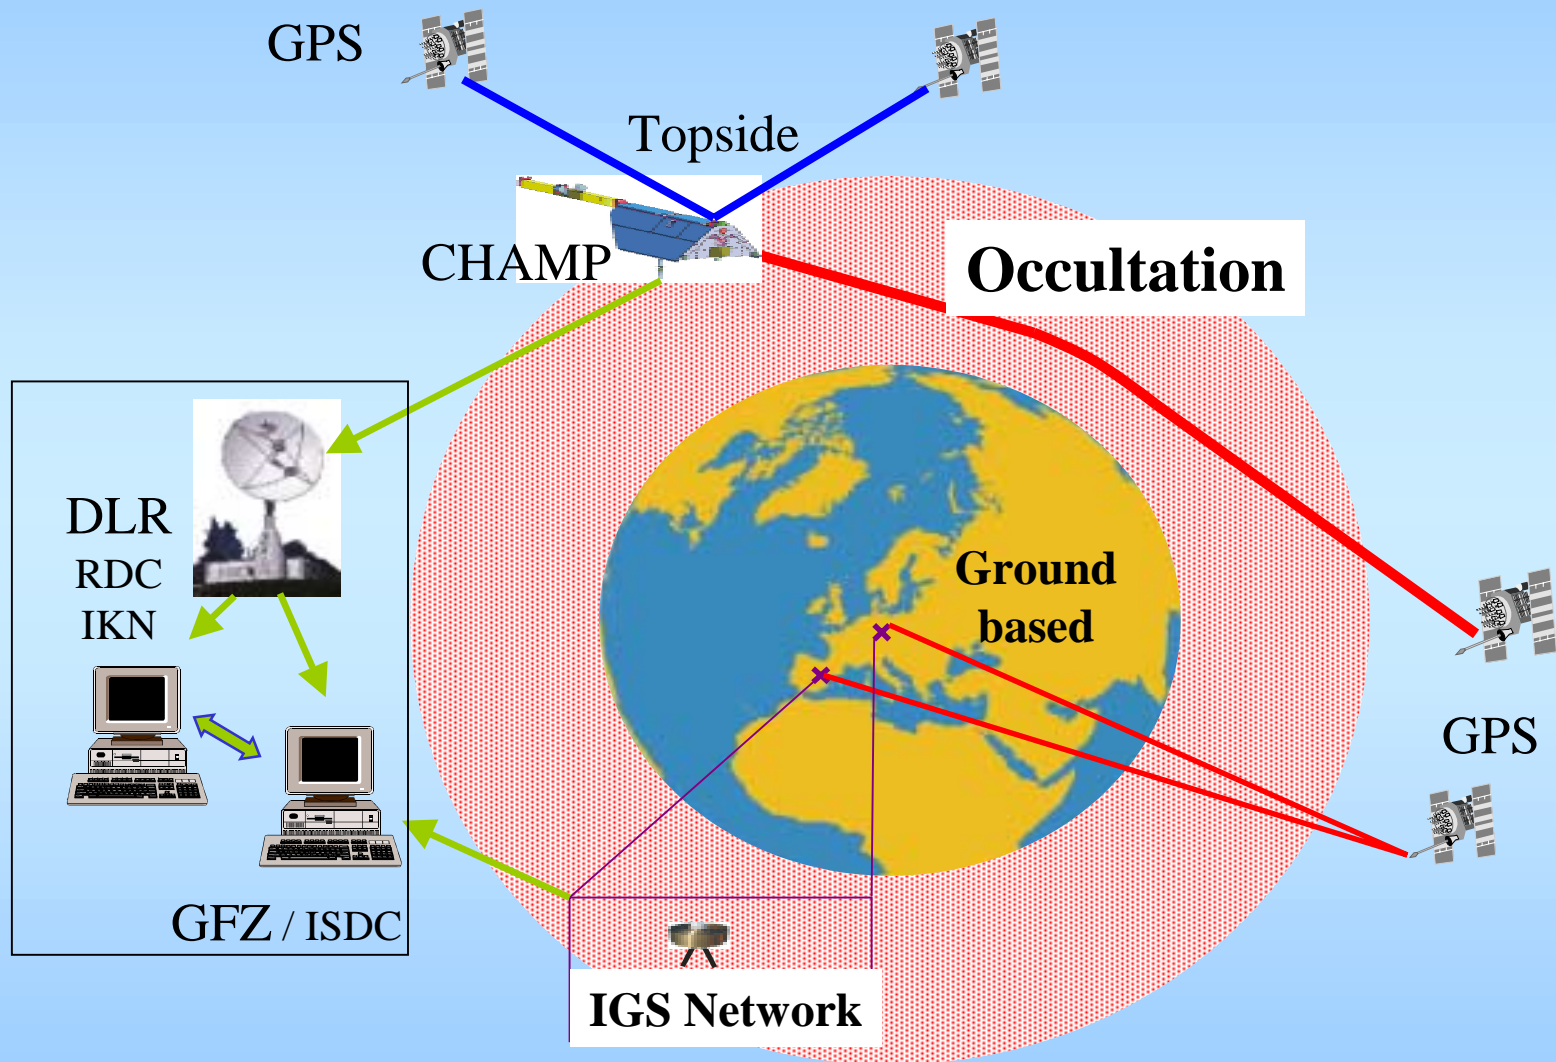 GPS
Topside
CHAMP
Occultation
DLR
RDC
IKN
Ground
based
GPS
GFZ / ISDC
IGS Network